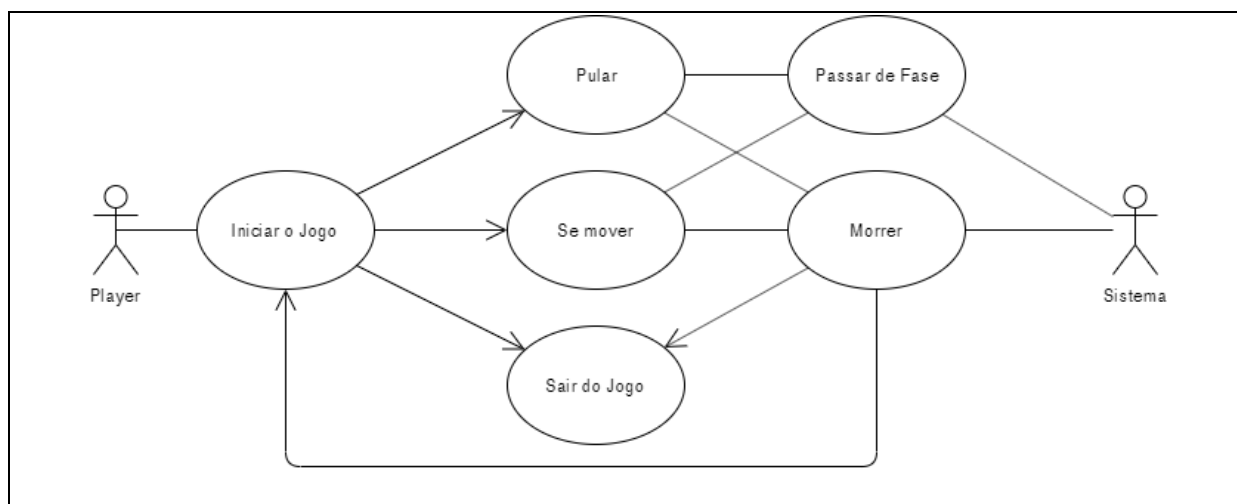 Pular
Passar de Fase
Iniciar o Jogo
Se mover
Morrer
Player
Sistema
Sair do Jogo